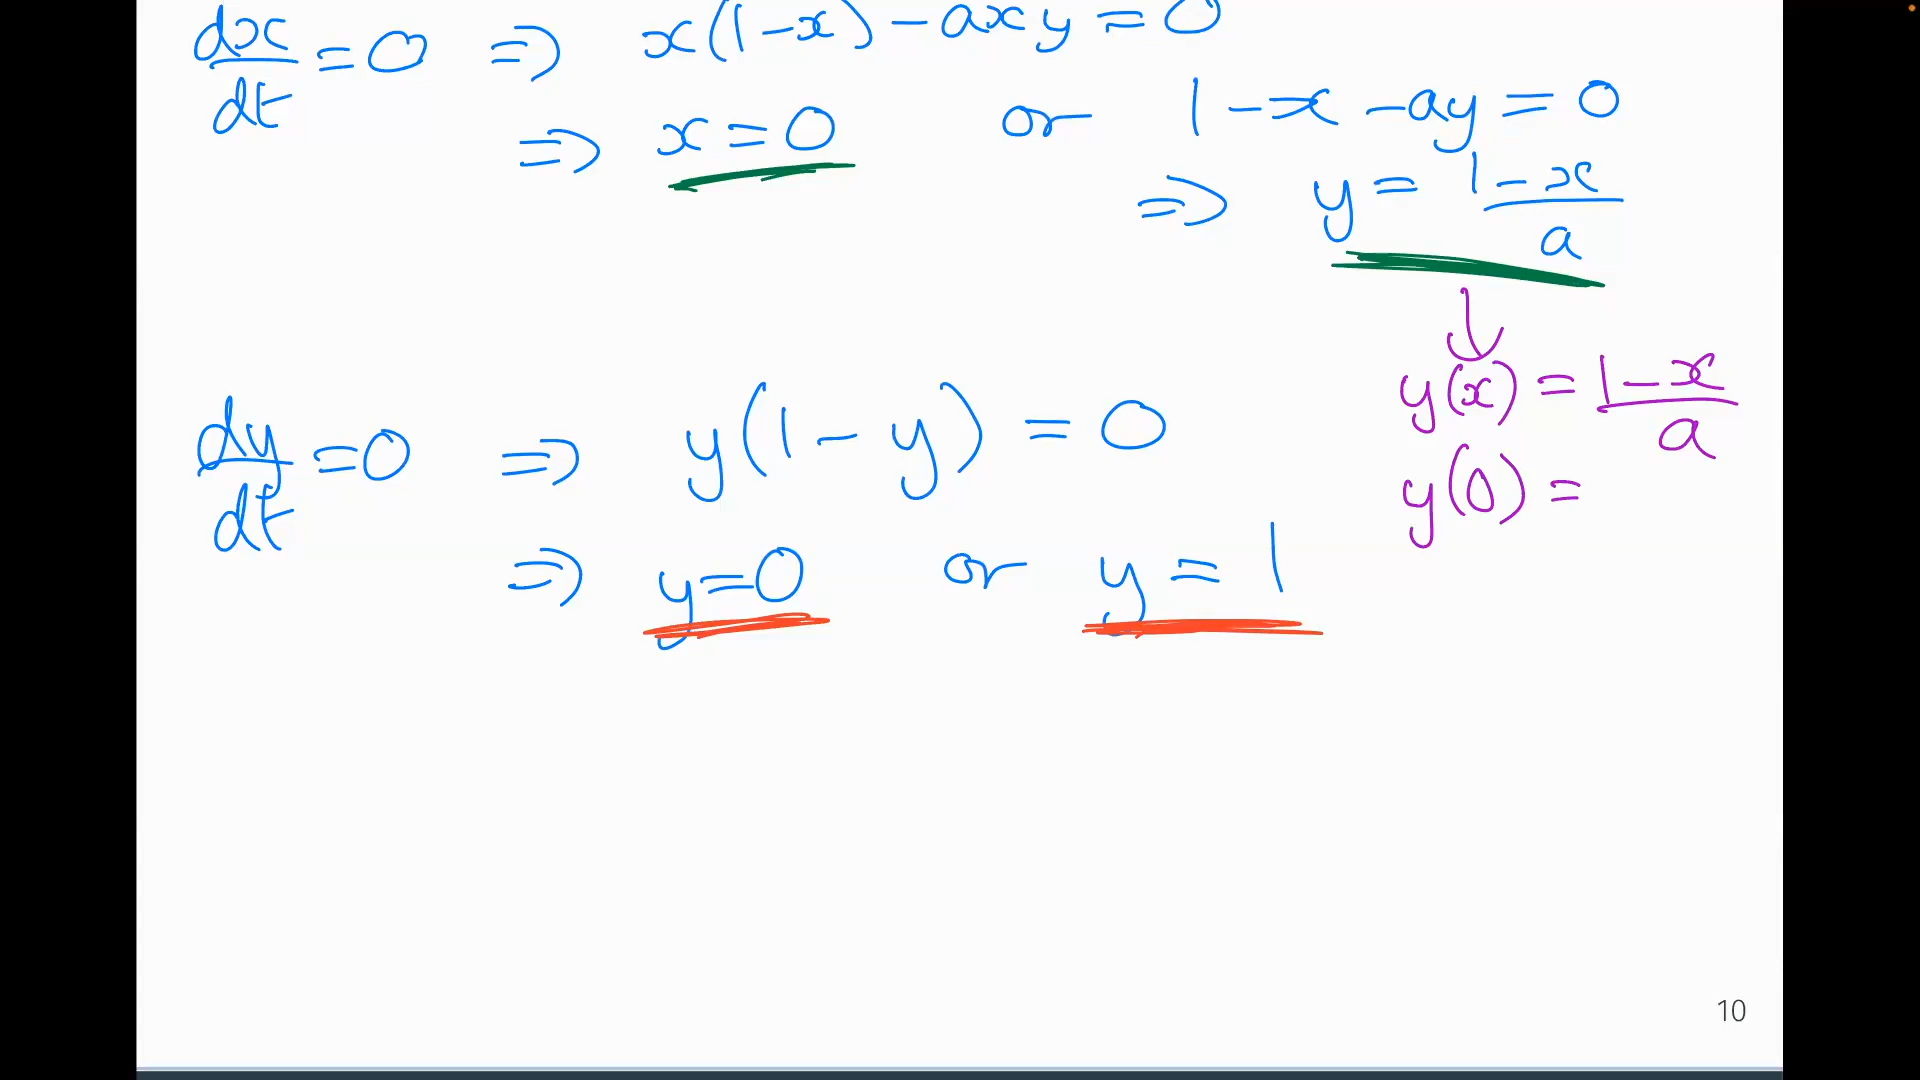 dx/dt = 0 ⇒ x(1-x) - axy = 0
⇒ x = 0 or 1 - x - ay = 0
⇒ y = 1-x/a
y(x) = 1-x/a
dy/dt = 0 ⇒ y(1-y) = 0
y(0) =
⇒ y=0 or y = 1
10